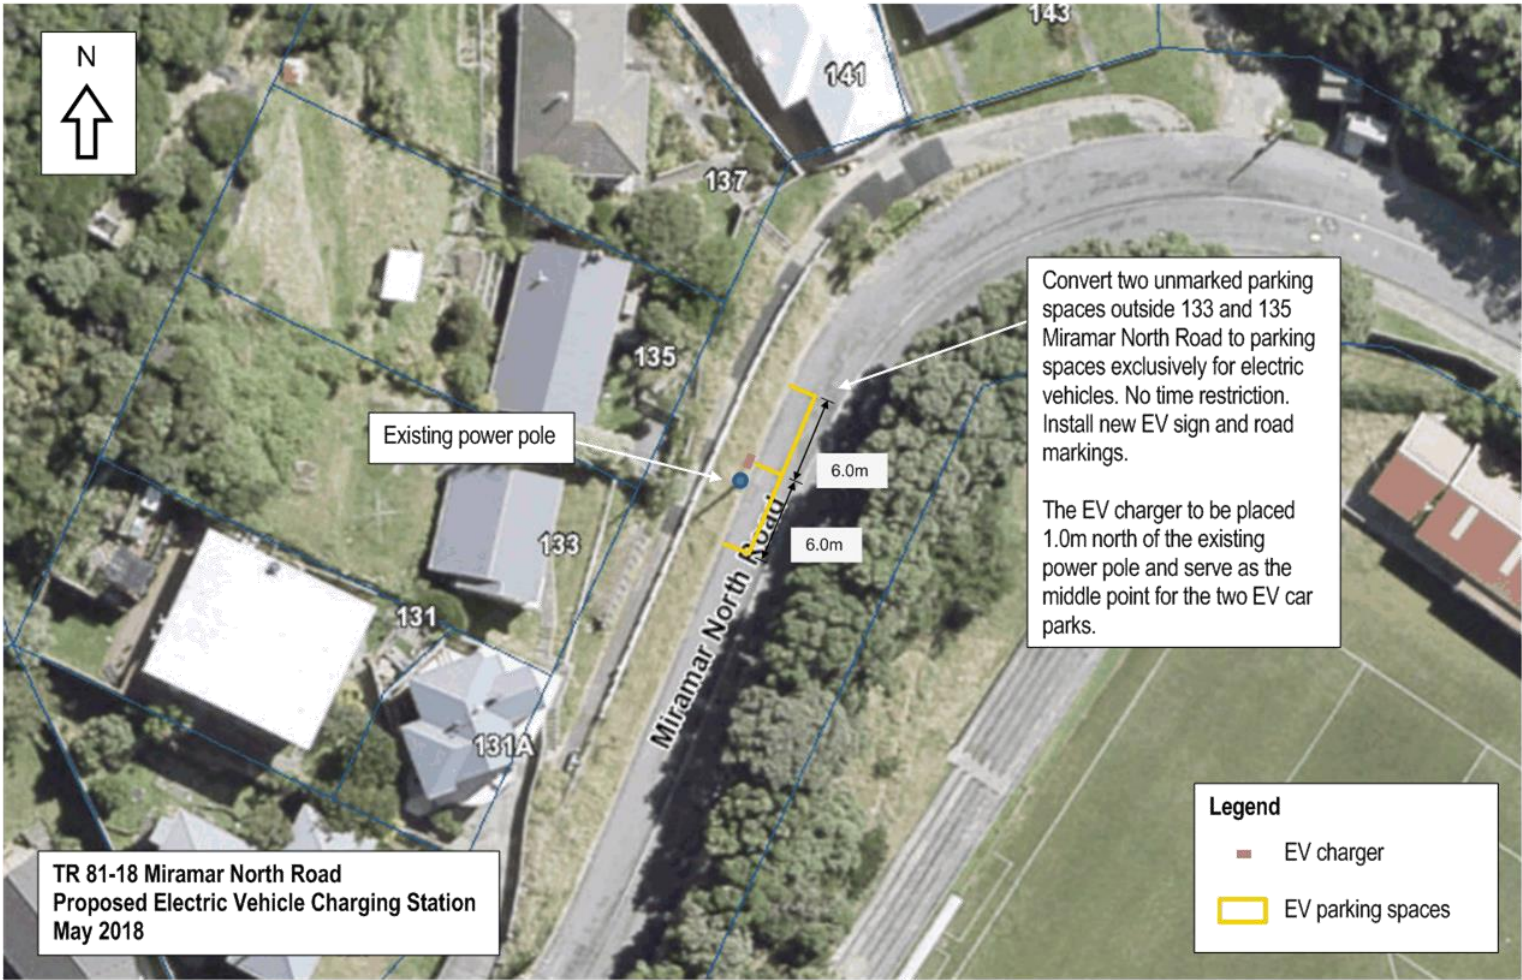 N
143
141
137
135
133
131
131A
Existing power pole
6.0m
6.0m
Miramar North Road
Convert two unmarked parking
spaces outside 133 and 135
Miramar North Road to parking
spaces exclusively for electric
vehicles. No time restriction.
Install new EV sign and road
markings.
The EV charger to be placed
1.0m north of the existing
power pole and serve as the
middle point for the two EV car
parks.
TR 81-18 Miramar North Road
Proposed Electric Vehicle Charging Station
May 2018
Legend
EV charger
EV parking spaces